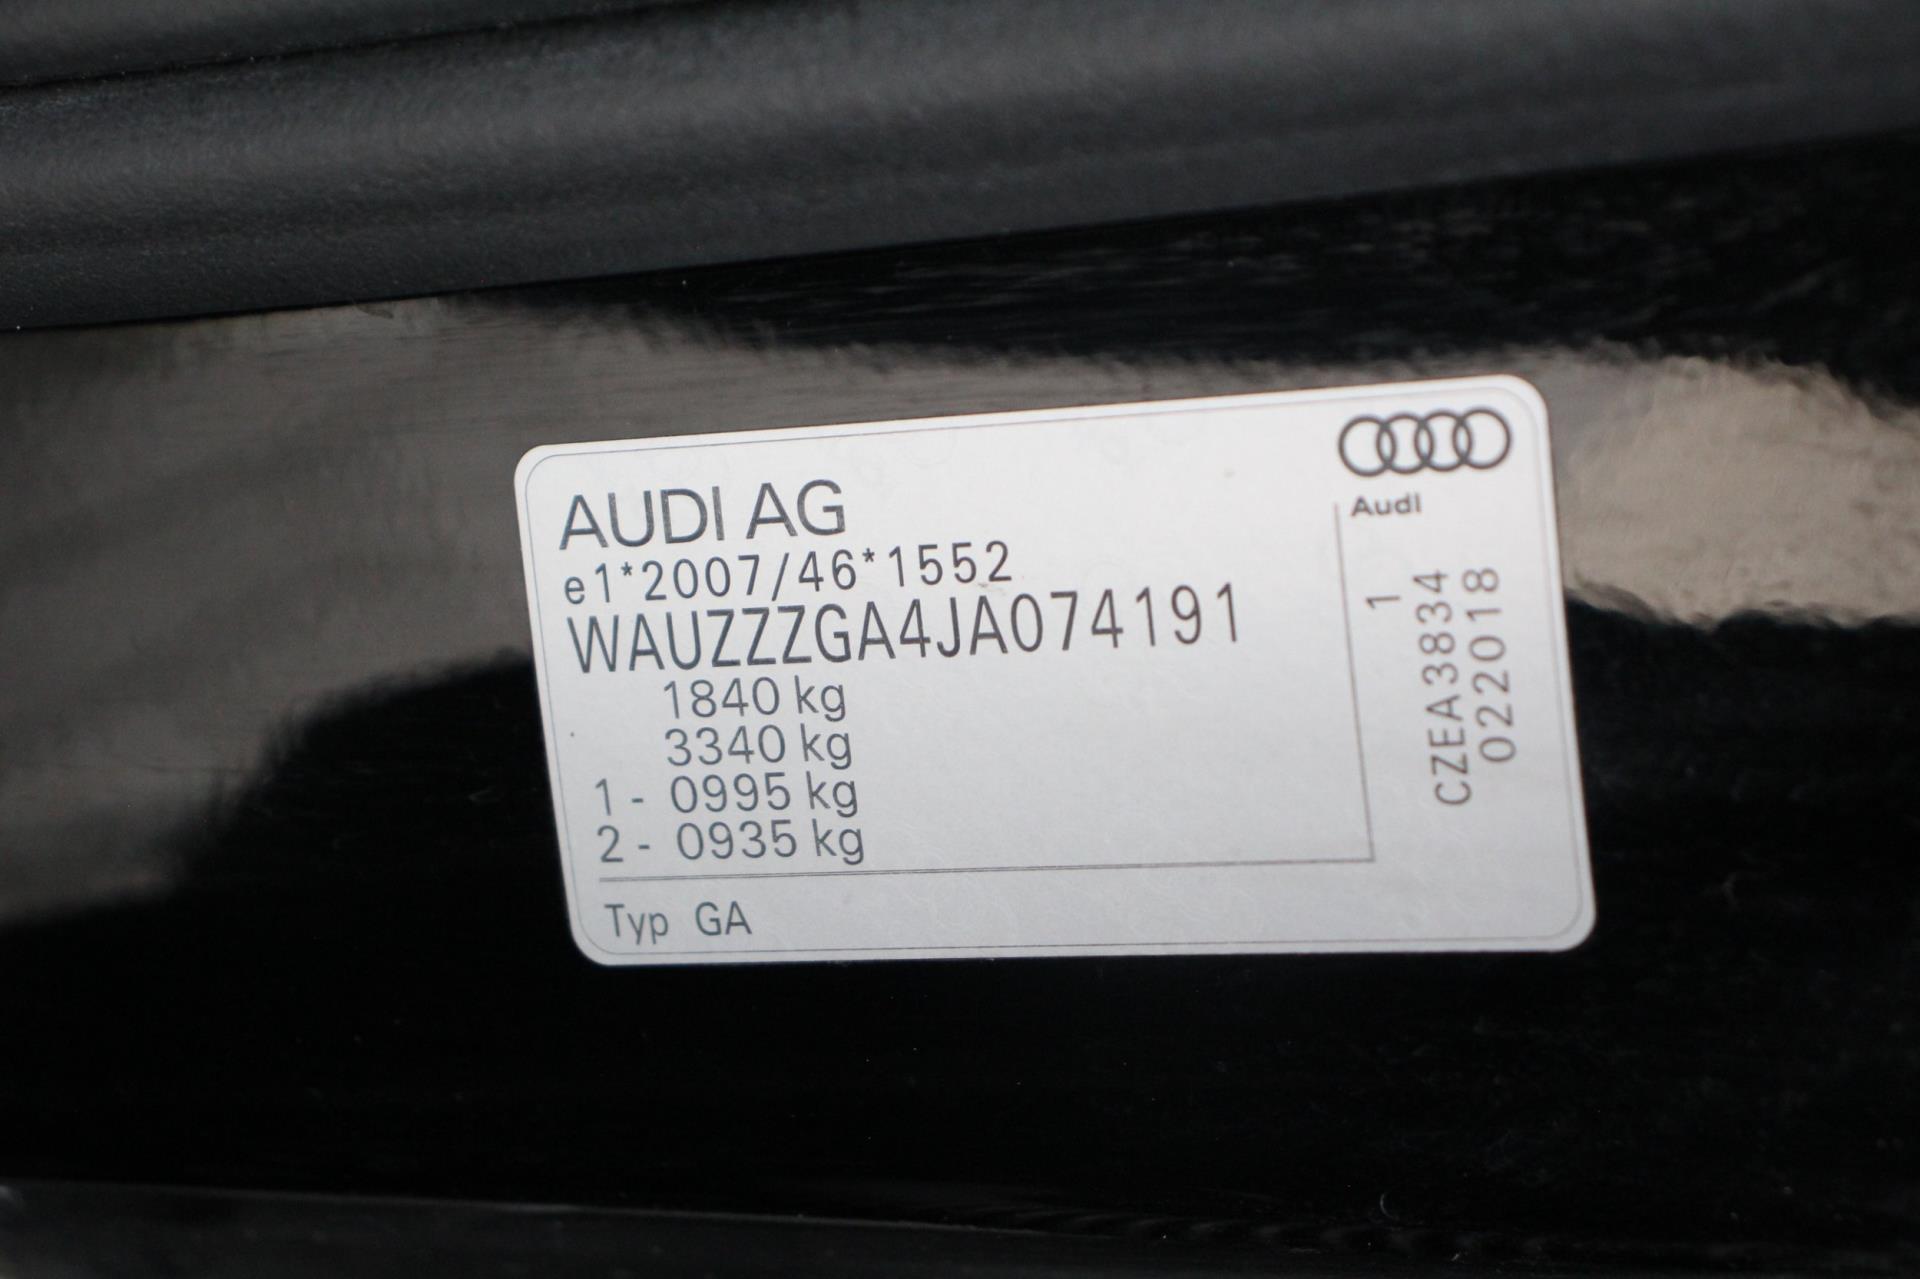 AUDI AG
e1*2007/46*1552
WAUZZZGA4JA074191
1840 kg
3340 kg
1 - 0995 kg
2 - 0935 kg
Typ GA
Audi
1
CZEA3834
022018